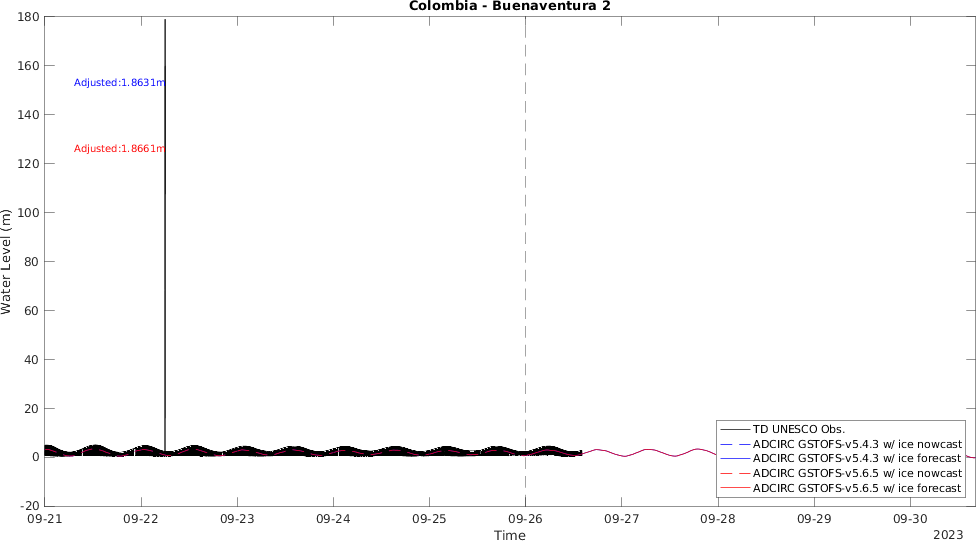 Colombia - Buenaventura 2
180
160
140
120
100
80
60
40
20
0
-20
Water Level (m)
Adjusted:1.8631m
Adjusted:1.8661m
TD UNESCO Obs.
ADCIRC GSTOFS-v5.4.3 w/ ice nowcast
ADCIRC GSTOFS-v5.4.3 w/ ice forecast
ADCIRC GSTOFS-v5.6.5 w/ ice nowcast
ADCIRC GSTOFS-v5.6.5 w/ ice forecast
09-21 09-22 09-23 09-24 09-25 09-26 09-27 09-28 09-29 09-30
Time
2023